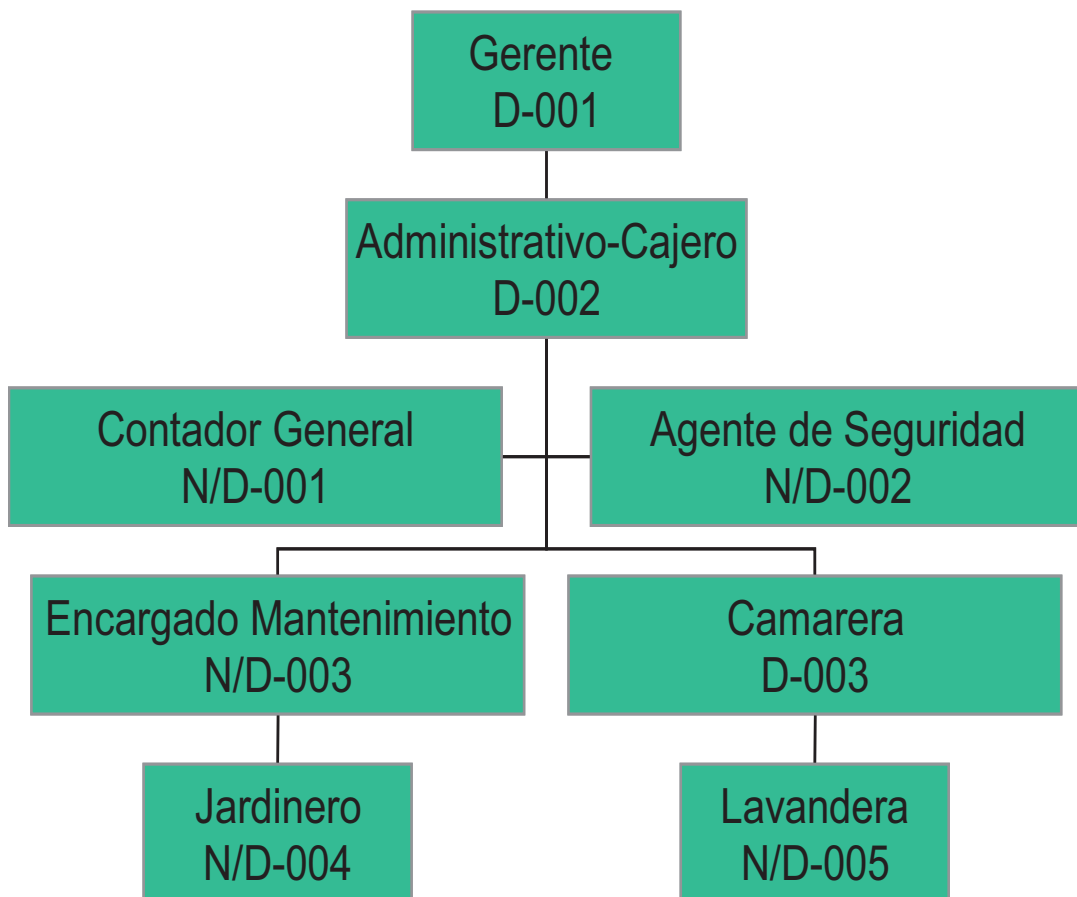 Gerente
D-001
Administrativo-Cajero
D-002
Contador General
N/D-001
Agente de Seguridad
N/D-002
Encargado Mantenimiento
N/D-003
Camarera
D-003
Jardinero
N/D-004
Lavandera
N/D-005